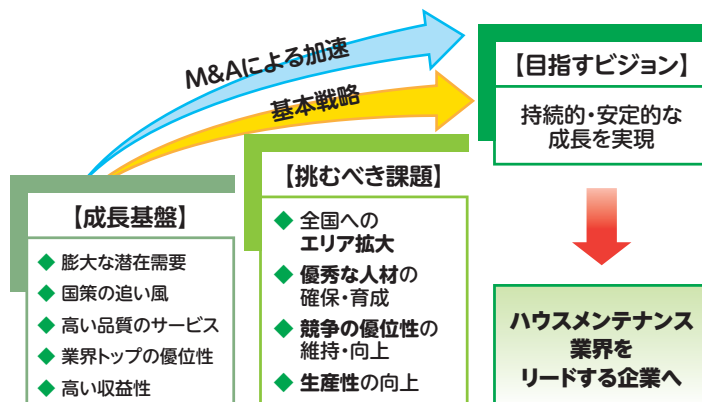 M&Aによる加速
基本戦略
【成長基盤】
◆ 膨大な潜在需要
◆ 国策の追い風
◆ 高い品質のサービス
◆ 業界トップの優位性
◆ 高い収益性
【挑むべき課題】
◆ 全国への
エリア拡大
◆ 優秀な人材の
確保・育成
◆ 競争の優位性の
維持・向上
◆ 生産性の向上
【目指すビジョン】
持続的・安定的な
成長を実現
ハウスメンテナンス
業界を
リードする企業へ